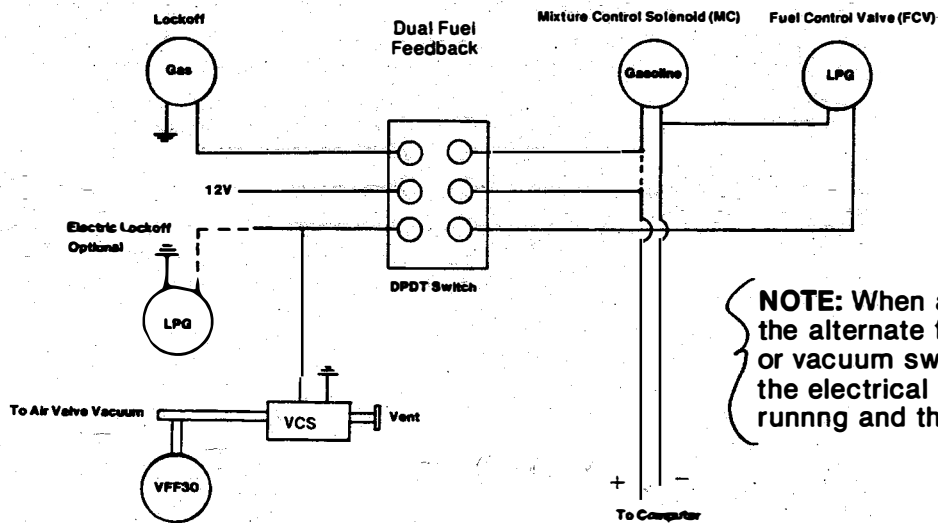 Lockoff
Dual Fuel
Feedback
Mixture Control Solenoid (MC)
Fuel Control Valve (FCV)
Gas
Gasoline
LPG
12V
Electric Lockoff
Optional
DPDT Switch
LPG
NOTE: When a
the alternate
or vacuum sw
the electrical
runnng and th
To Air Valve Vacuum
VCS
Vent
VFF30
+ −
To Computer